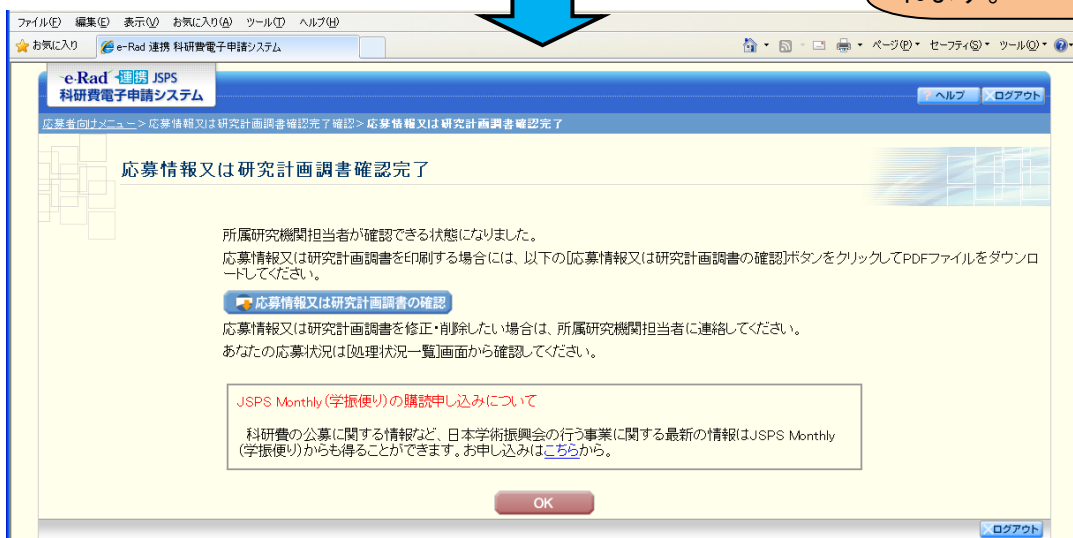 ファイル(F) 編集(E) 表示(V) お気に入り(A) ツール(T) ヘルプ(H)
お気に入り e-Rad 連携 科研費電子申請システム ページ(P) セーフティ(S) ツール(O)
e-Rad 連携 JSPS
科研費電子申請システム
ヘルプ ログアウト
応募者向けメニュー>応募情報又は研究計画調書確認完了確認>応募情報又は研究計画調書確認完了
応募情報又は研究計画調書確認完了
所属研究機関担当者が確認できる状態になりました。
応募情報又は研究計画調書を印刷する場合には、以下の[応募情報又は研究計画調書の確認]ボタンをクリックしてPDFファイルをダウンロ
ードしてください。
応募情報又は研究計画調書の確認
応募情報又は研究計画調書を修正・削除したい場合は、所属研究機関担当者に連絡してください。
あなたの応募状況は[処理状況一覧]画面から確認してください。
JSPS Monthly(学振便り)の購読申し込みについて
科研費の公募に関する情報など、日本学術振興会の行う事業に関する最新の情報はJSPS Monthly
(学振便り)からも得ることができます。お申し込みはこちらから。
OK
ログアウト